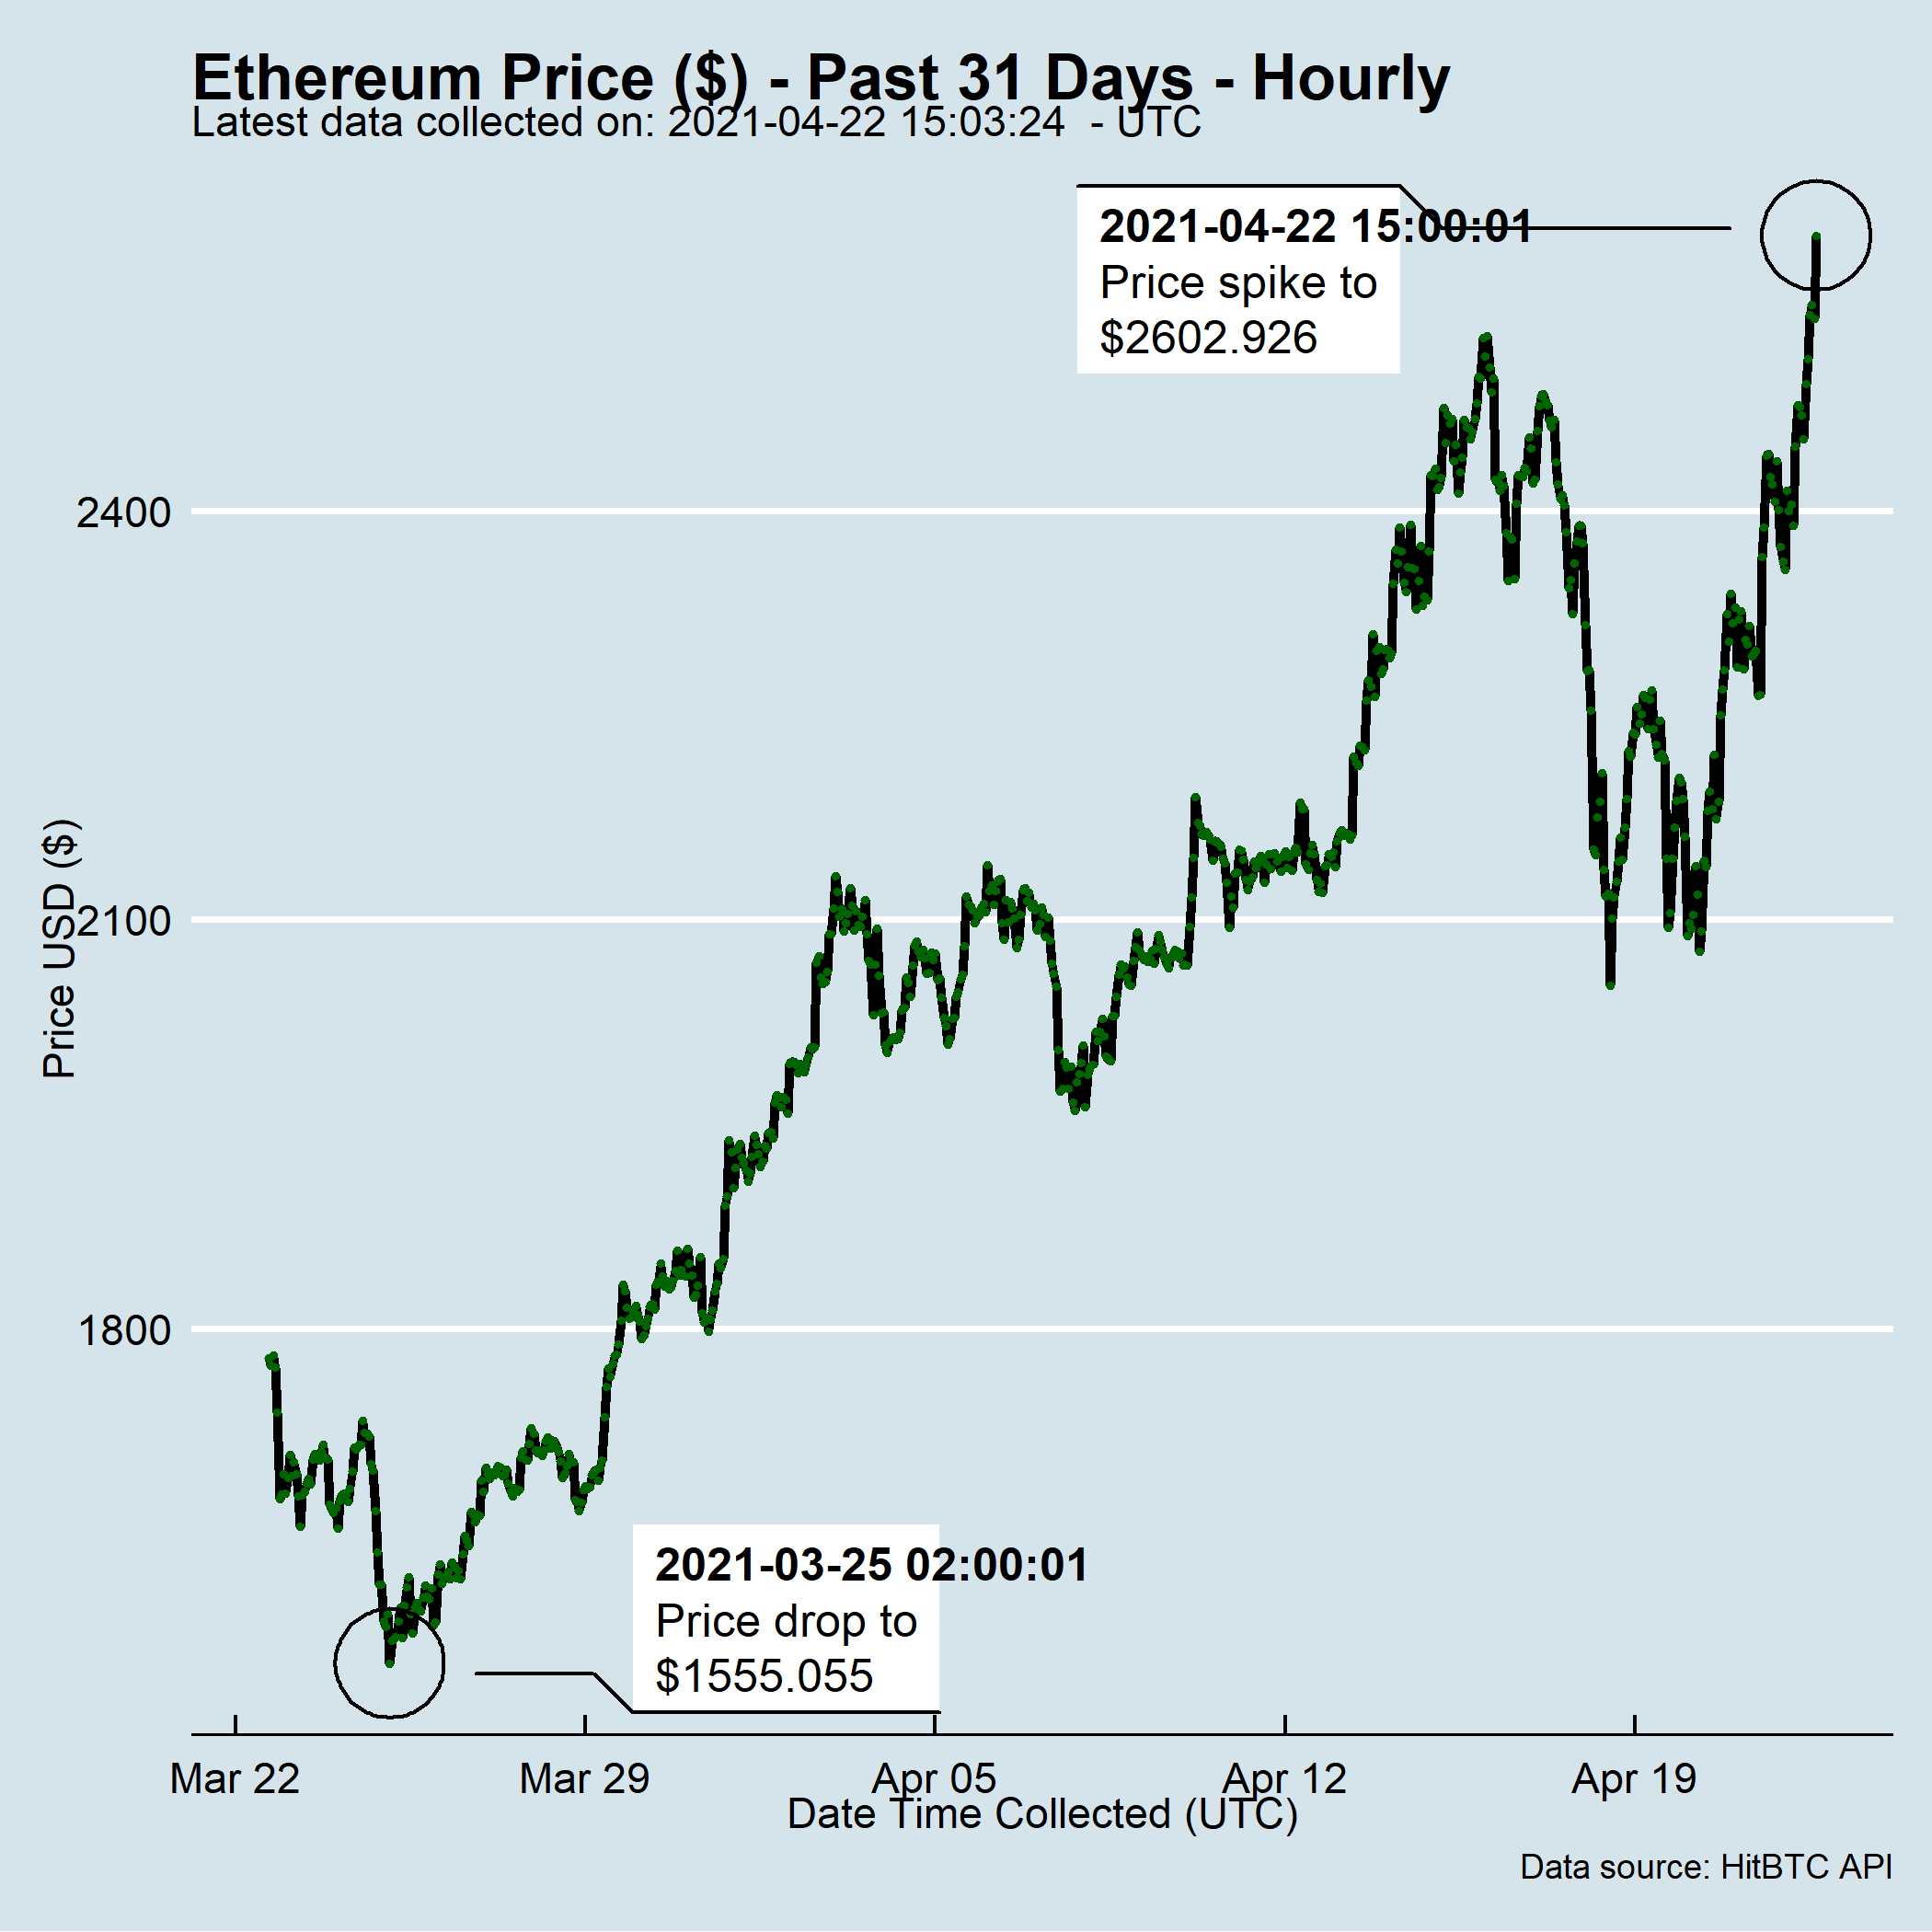 Ethereum Price ($) - Past 31 Days - Hourly
Latest data collected on: 2021-04-22 15:03:24  - UTC
2021-04-22 15:00:01
Price spike to
$2602.926
2400
2100
1800
Price USD ($)
2021-03-25 02:00:01
Price drop to
$1555.055
Mar 22
Mar 29
Apr 05
Apr 12
Apr 19
Date Time Collected (UTC)
Data source: HitBTC API